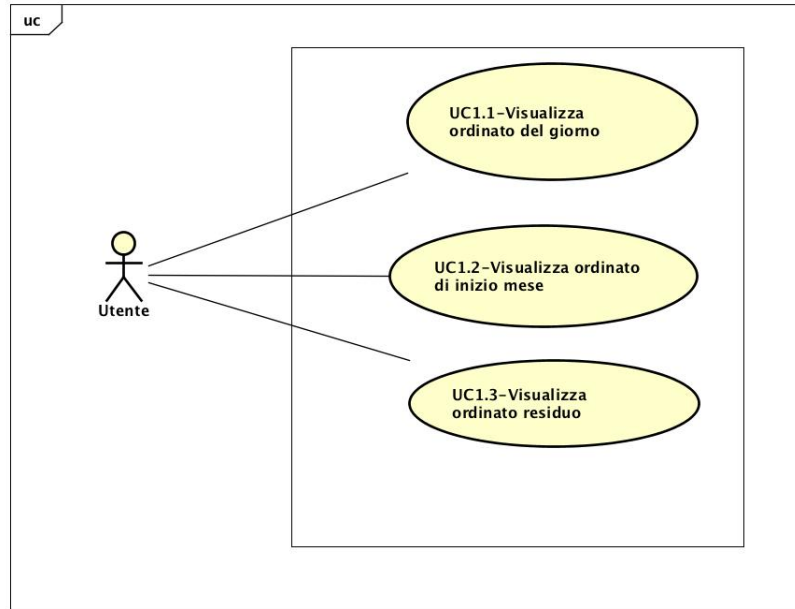 uc
UC1.1-Visualizza
ordinato del giorno
UC1.2-Visualizza ordinato
di inizio mese
Utente
UC1.3-Visualizza
ordinato residuo